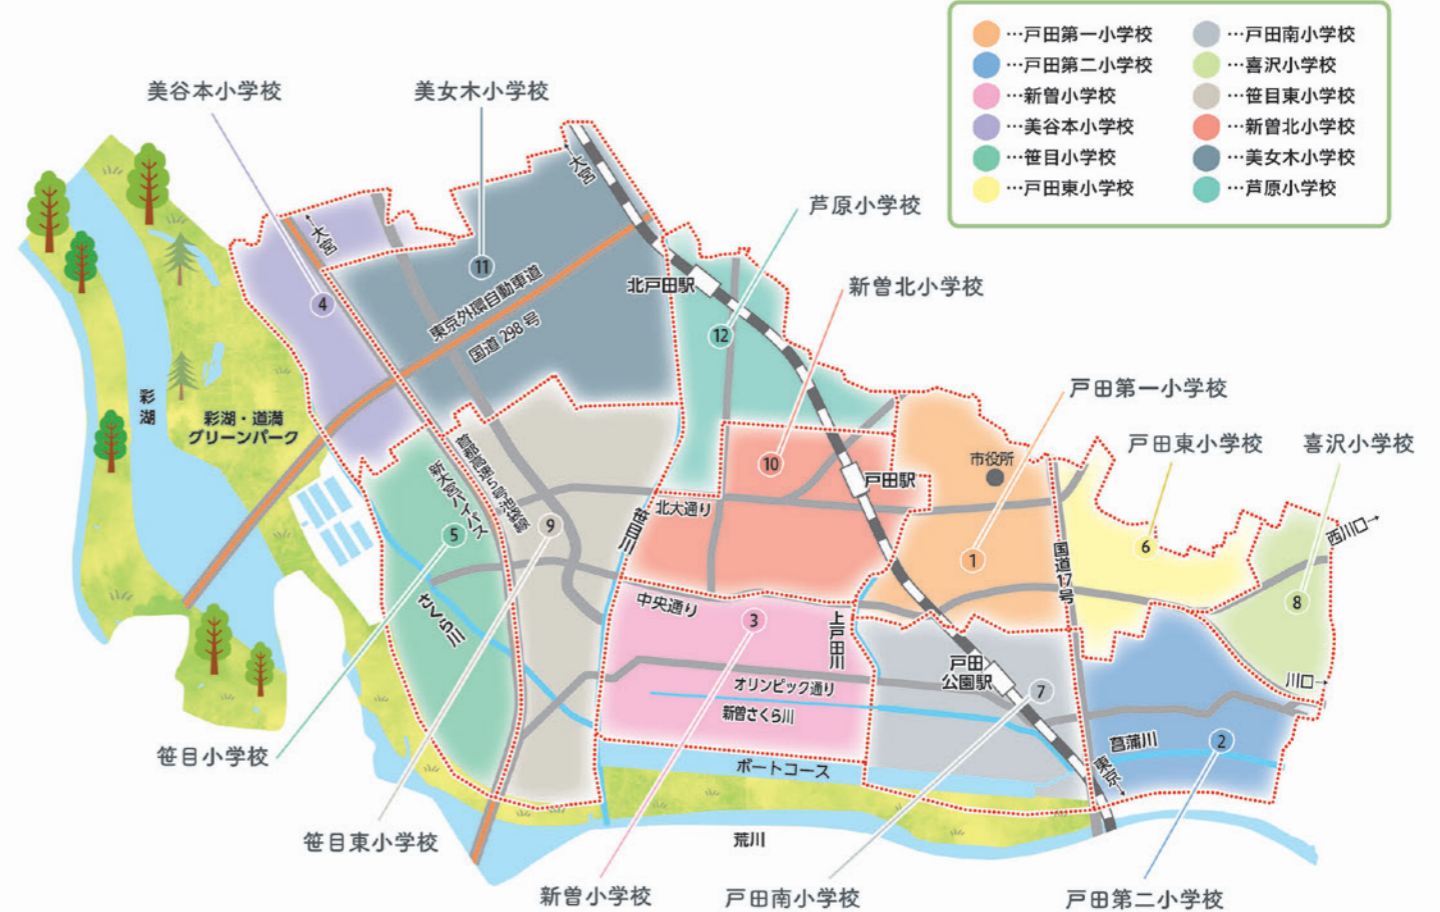 …戸田第一小学校
…戸田第二小学校
…新曽小学校
…美谷本小学校
…笹目小学校
…戸田東小学校
…戸田南小学校
…喜沢小学校
…笹目東小学校
…新曽北小学校
…美女木小学校
…芦原小学校
美谷本小学校
美女木小学校
芦原小学校
新曽北小学校
戸田第一小学校
戸田東小学校
喜沢小学校
←大宮
←大宮
11
4
東京外環自動車道
国道298号
北戸田駅
12
彩湖
彩湖・道満
グリーンパーク
首都高速5号池袋線
新大宮バイパス
10
戸田駅
市役所
北大通り
笹目川
5
9
1
国道17号
6
西川口→
8
さくら川
中央通り
3
上戸田川
戸田
公園駅
7
川口→
オリンピック通り
新曽さくら川
菖蒲川
2
東京→
ボートコース
荒川
笹目小学校
笹目東小学校
新曽小学校
戸田南小学校
戸田第二小学校